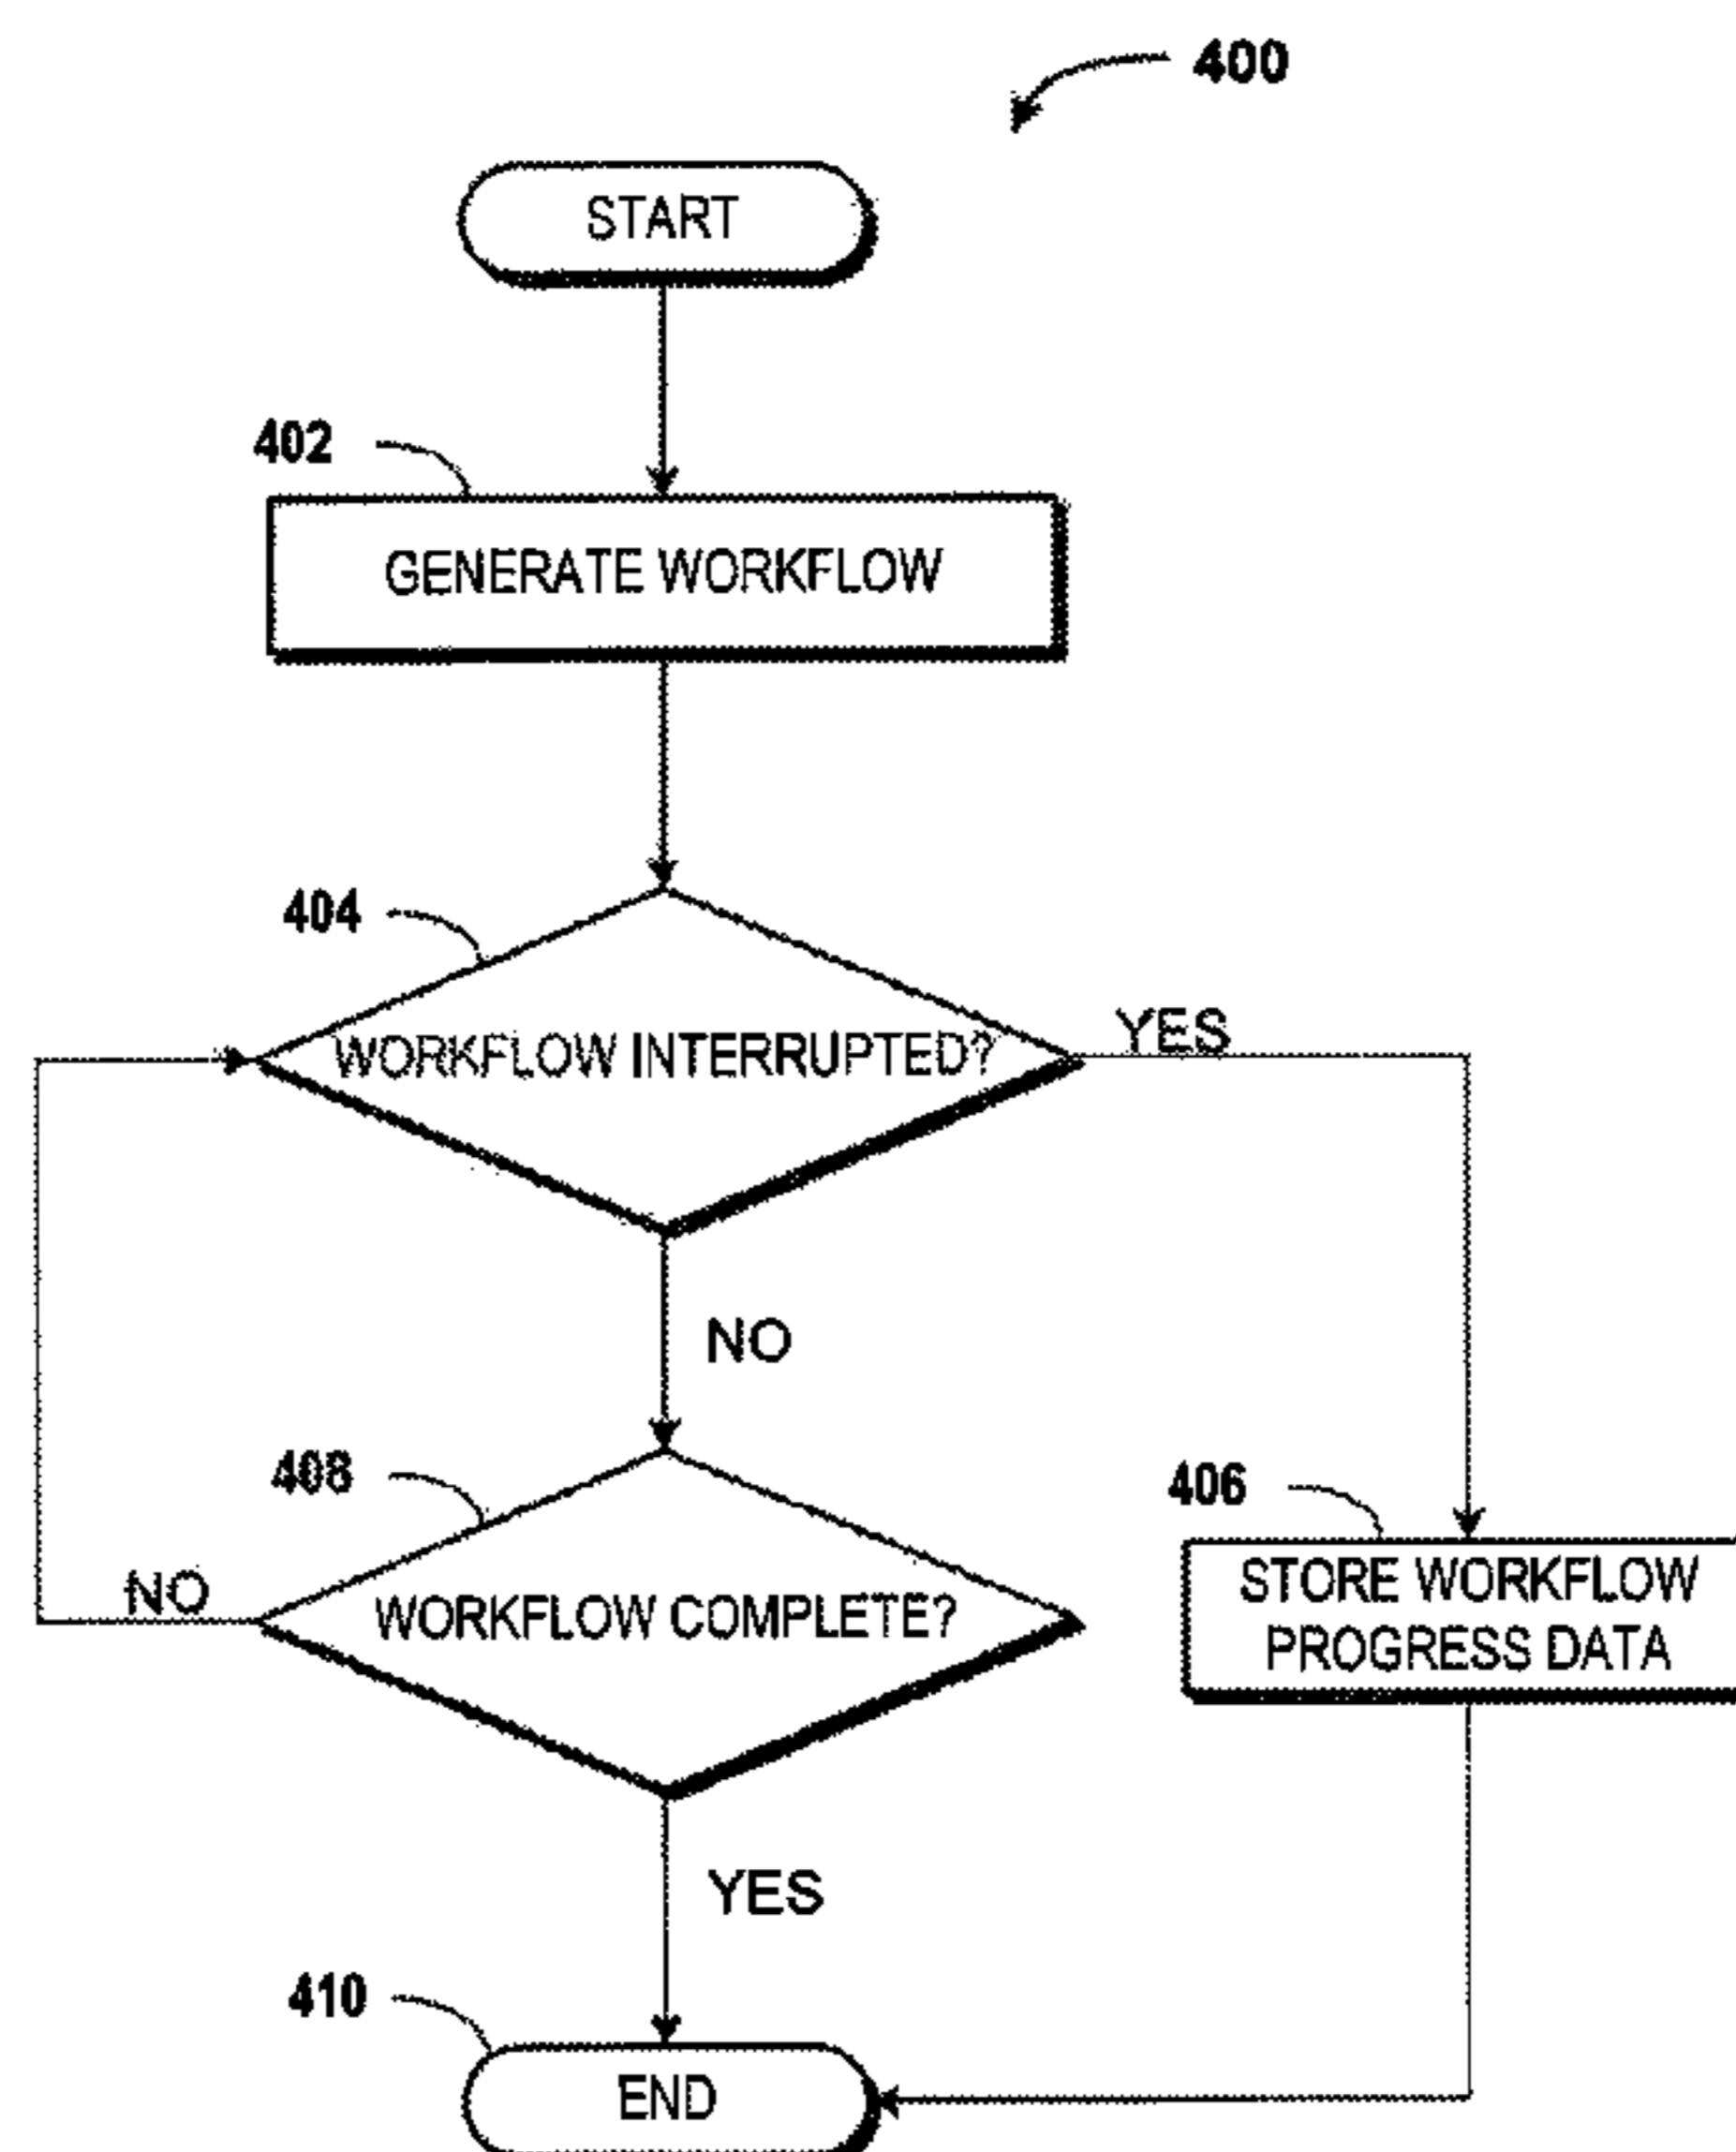 400
START
402
GENERATE WORKFLOW
404
WORKFLOW INTERRUPTED?
YES
NO
408
406
NO
WORKFLOW COMPLETE?
STORE WORKFLOW
PROGRESS DATA
YES
410
END